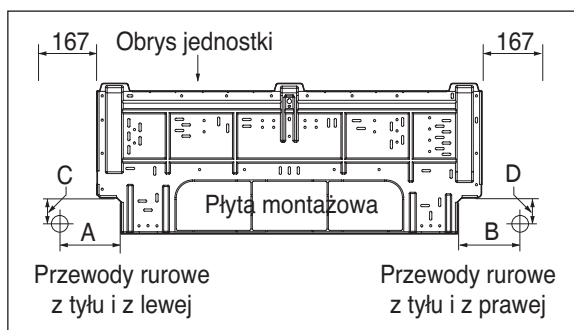 167
Obrys jednostki
167
C
D
Płyta montażowa
A
B
Przewody rurowe
z tyłu i z lewej
Przewody rurowe
z tyłu i z prawej